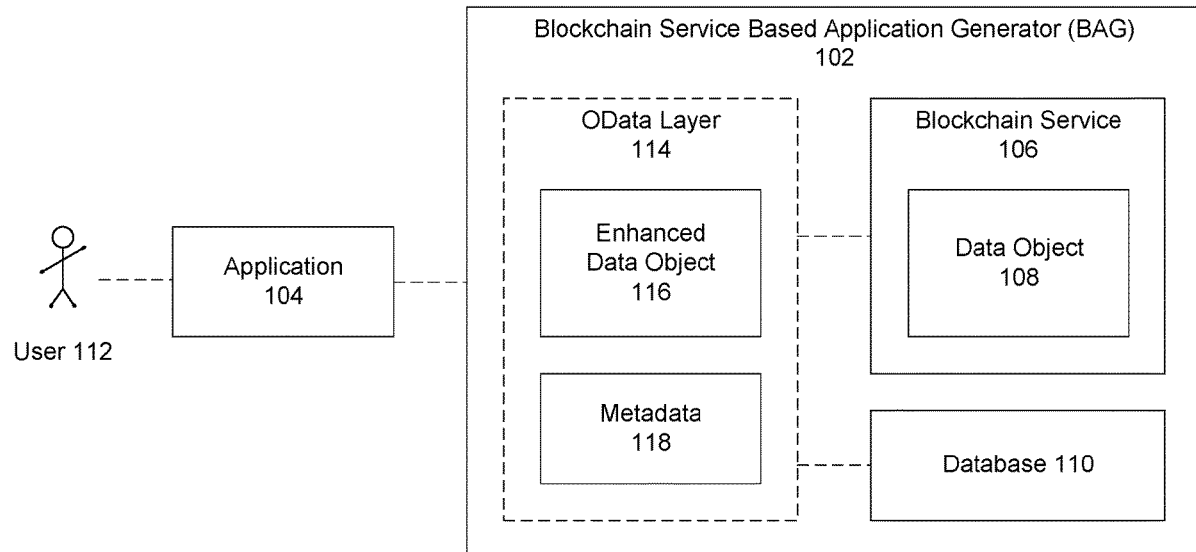 Blockchain Service Based Application Generator (BAG)
102
OData Layer
114
Blockchain Service
106
Enhanced
Data Object
116
Data Object
108
Application
104
User 112
Metadata
118
Database 110